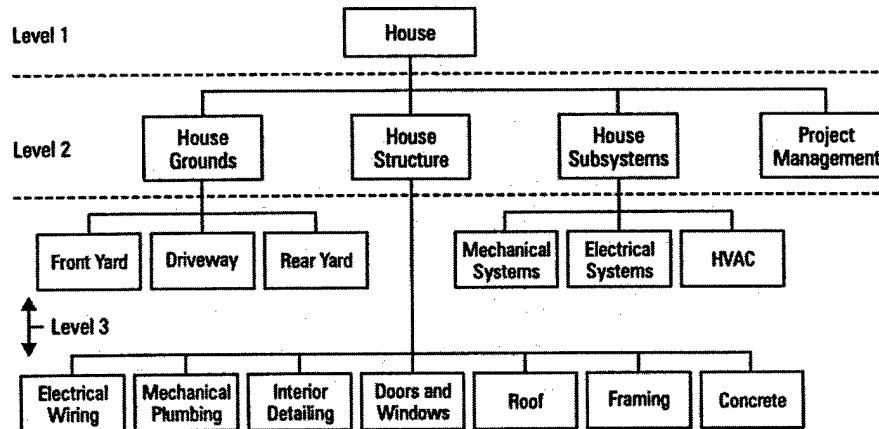 Level 1
House
Level 2
House
Grounds
House
Structure
House
Subsystems
Project
Management
Front Yard
Driveway
Rear Yard
Mechanical
Systems
Electrical
Systems
HVAC
Level 3
Electrical
Wiring
Mechanical
Plumbing
Interior
Detailing
Doors and
Windows
Roof
Framing
Concrete